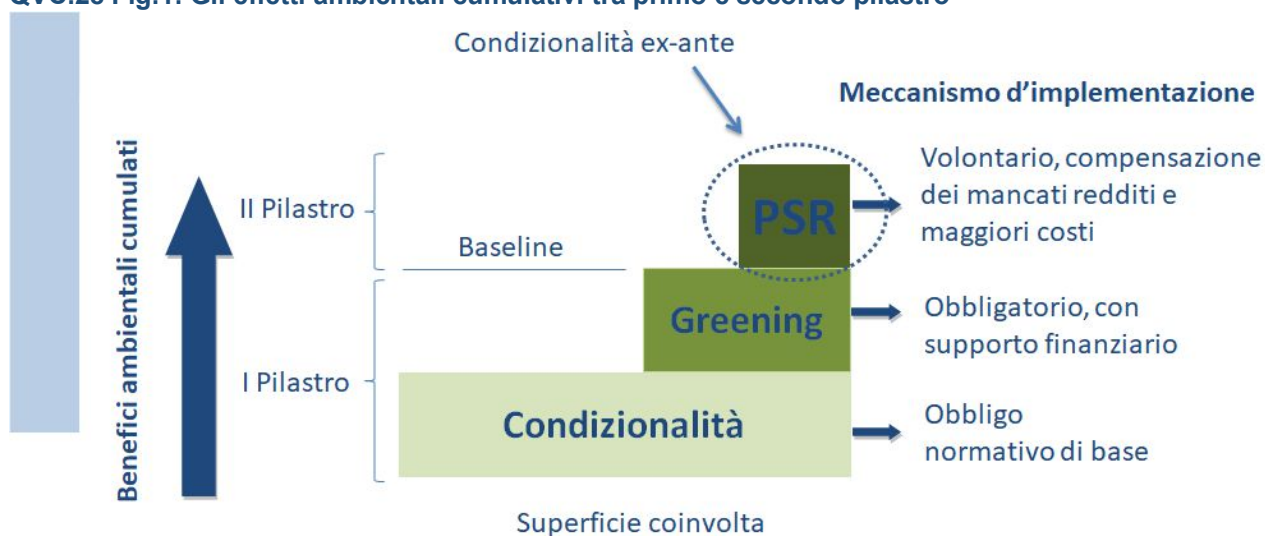 Condizionalità ex-ante
Meccanismo d'implementazione
Benefici ambientali cumulati
II Pilastro
Baseline
PSR
Volontario, compensazione
dei mancati redditi e
maggiori costi
I Pilastro
Greening
Obbligatorio, con
supporto finanziario
Condizionalità
Obbligo
normativo di base
Superficie coinvolta